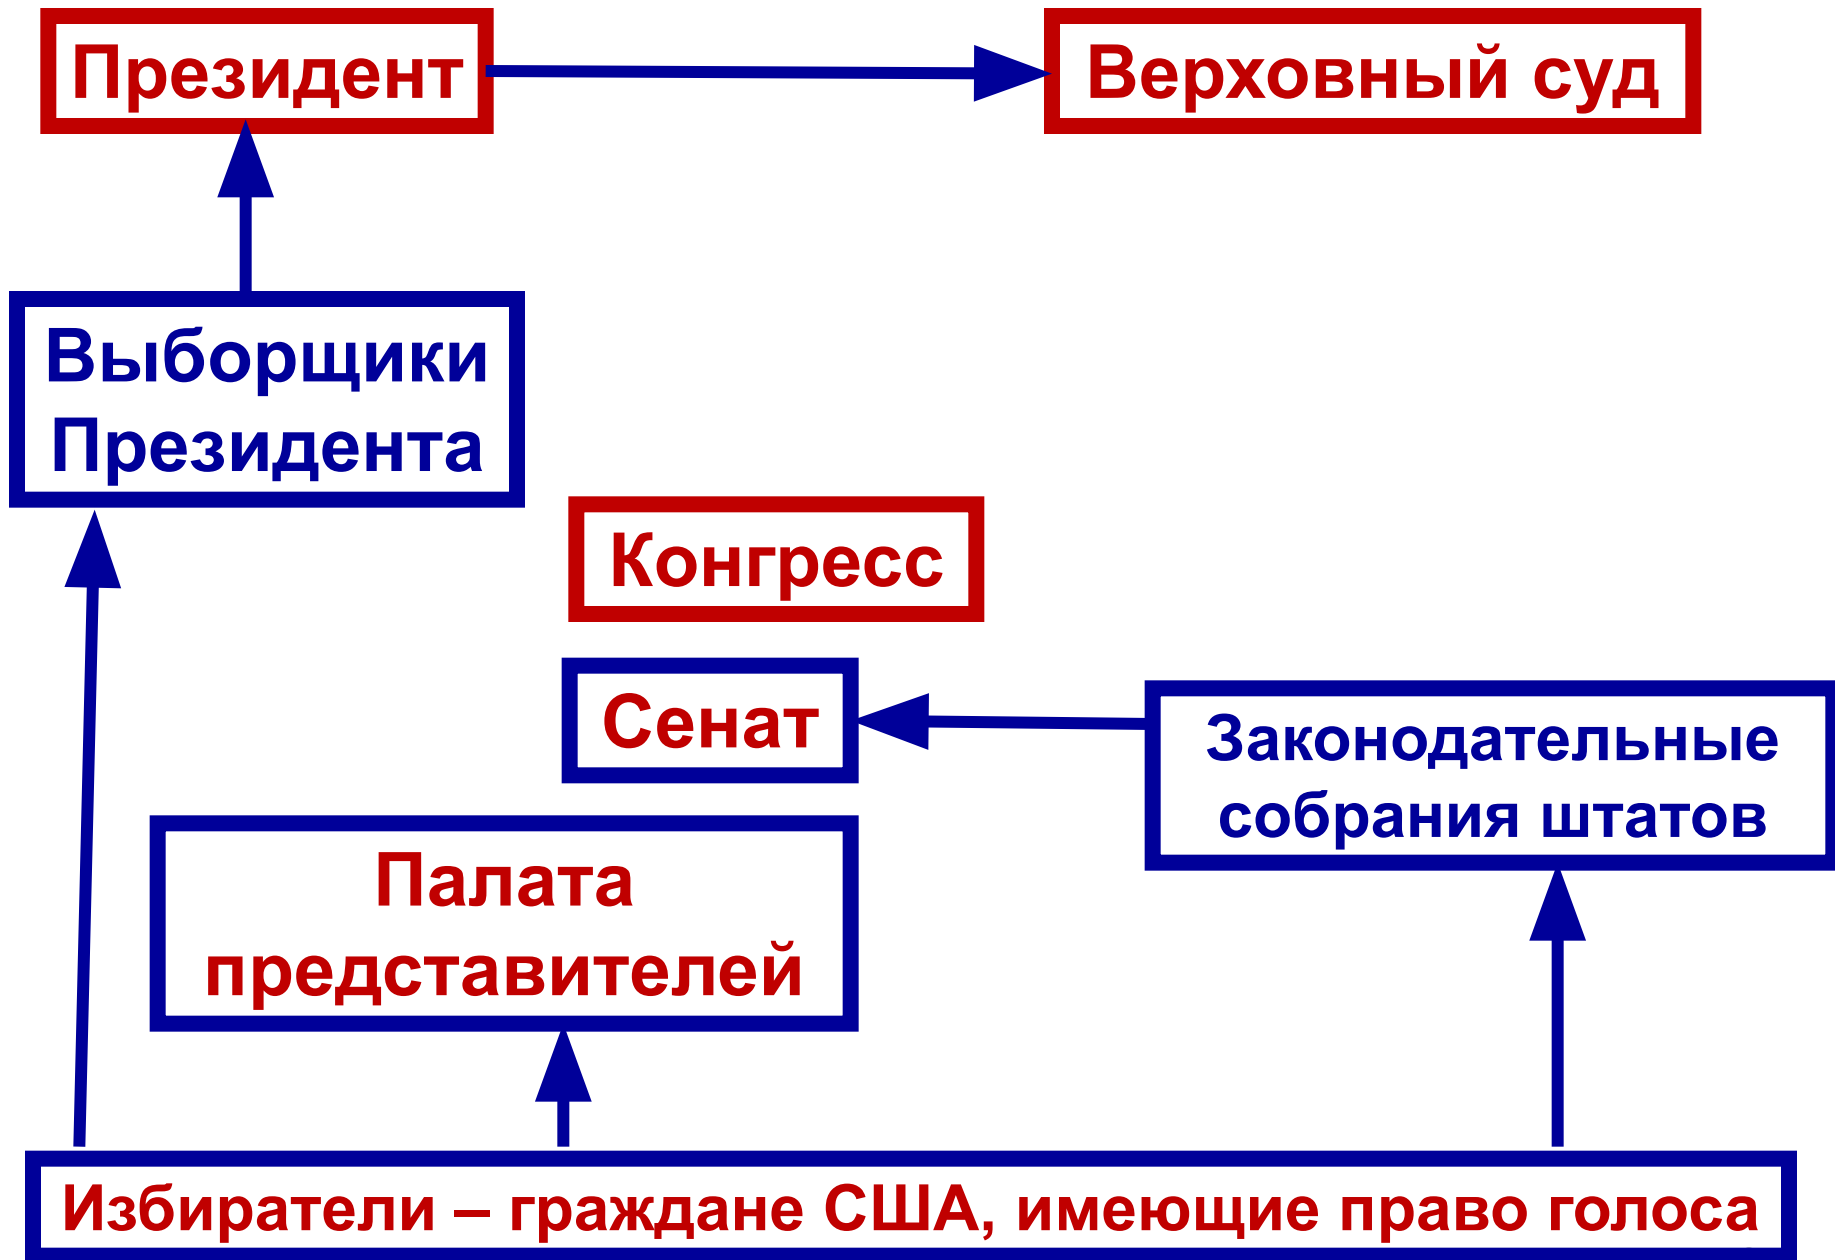 Президент
Верховный суд
Выборщики
Президента
Конгресс
Сенат
Законодательные
собрания штатов
Палата
представителей
Избиратели – граждане США, имеющие право голоса